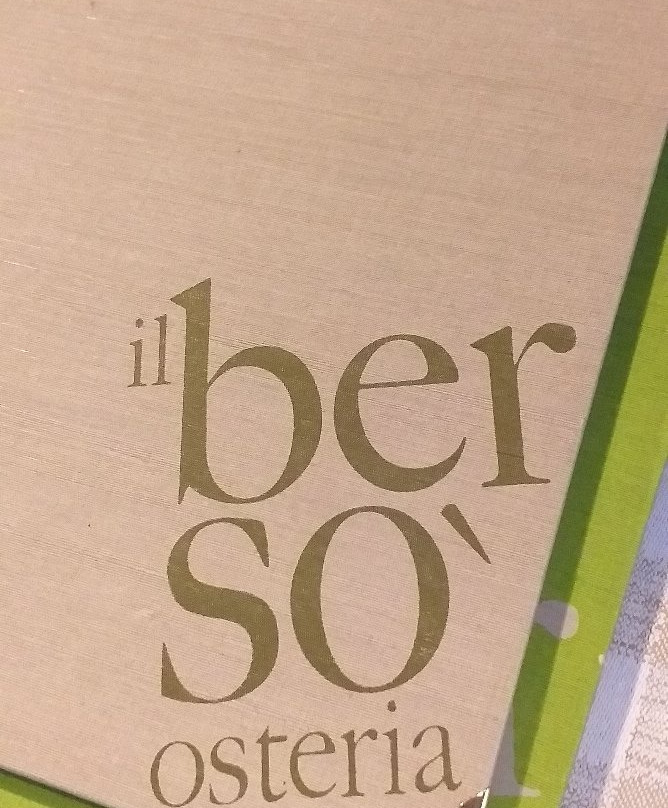 il ber
so`
osteria